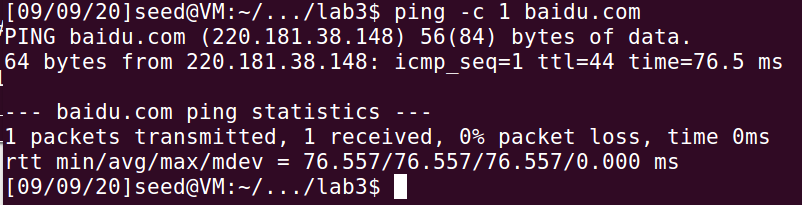 [09/09/20]seed@VM:~/.../lab3$ ping -c 1 baidu.com
PING baidu.com (220.181.38.148) 56(84) bytes of data.
64 bytes from 220.181.38.148: icmp_seq=1 ttl=44 time=76.5 ms

--- baidu.com ping statistics ---
1 packets transmitted, 1 received, 0% packet loss, time 0ms
rtt min/avg/max/mdev = 76.557/76.557/76.557/0.000 ms
[09/09/20]seed@VM:~/.../lab3$